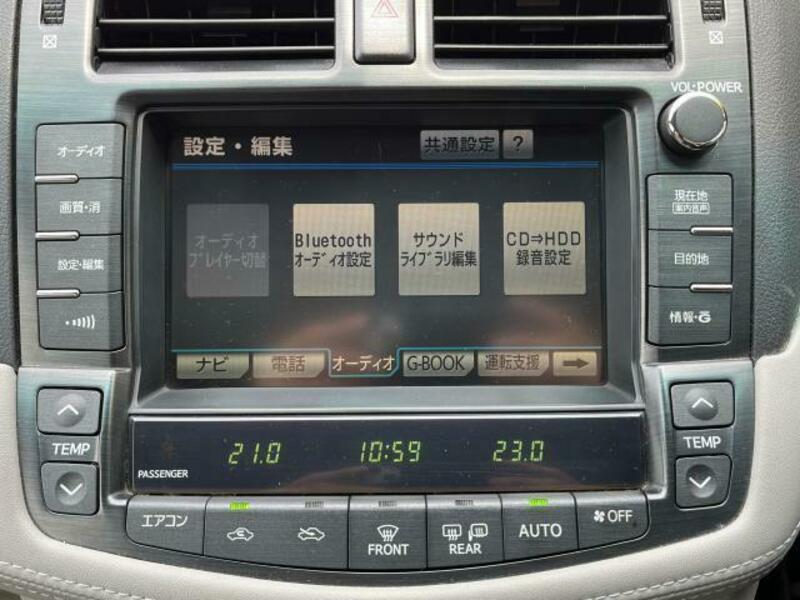 VOL·POWER
オーディオ
画質·消
設定·編集
設定・編集
共通設定
?
オーディオ
プレイヤー切替
Bluetooth
オーディオ設定
サウンド
ライブラリ編集
CD⇒HDD
録音設定
ナビ
電話
オーディオ
G-BOOK
運転支援
現在地
案内音声
目的地
情報·G
TEMP
TEMP
21.0
10:59
23.0
PASSENGER
エアコン
FRONT
REAR
AUTO
OFF